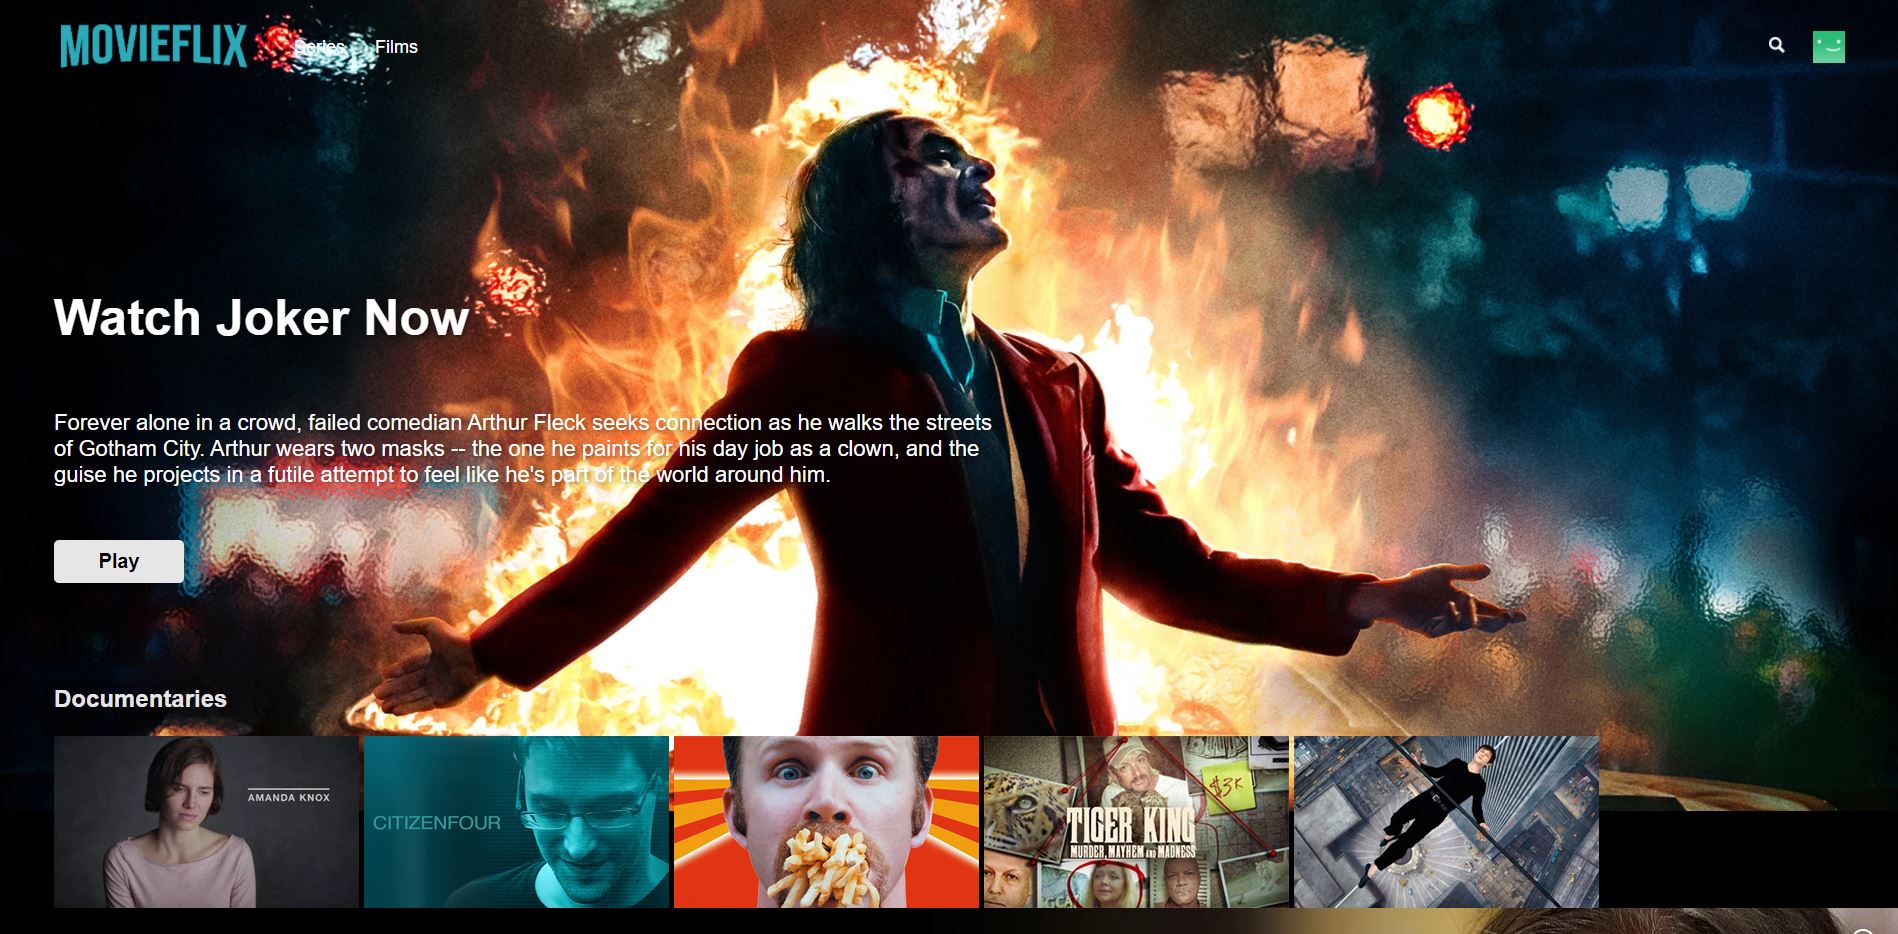 MOVIEFLIX
Series Films
Watch Joker Now
Forever alone in a crowd, failed comedian Arthur Fleck seeks connection as he walks the streets
of Gotham City. Arthur wears two masks -- the one he paints for his day job as a clown, and the
guise he projects in a futile attempt to feel like he's part of the world around him.
Play
Documentaries
AMANDA KNOX
CITIZENFOUR
$3K
TIGER KING
MURDER, MAYHEM AND MADNESS